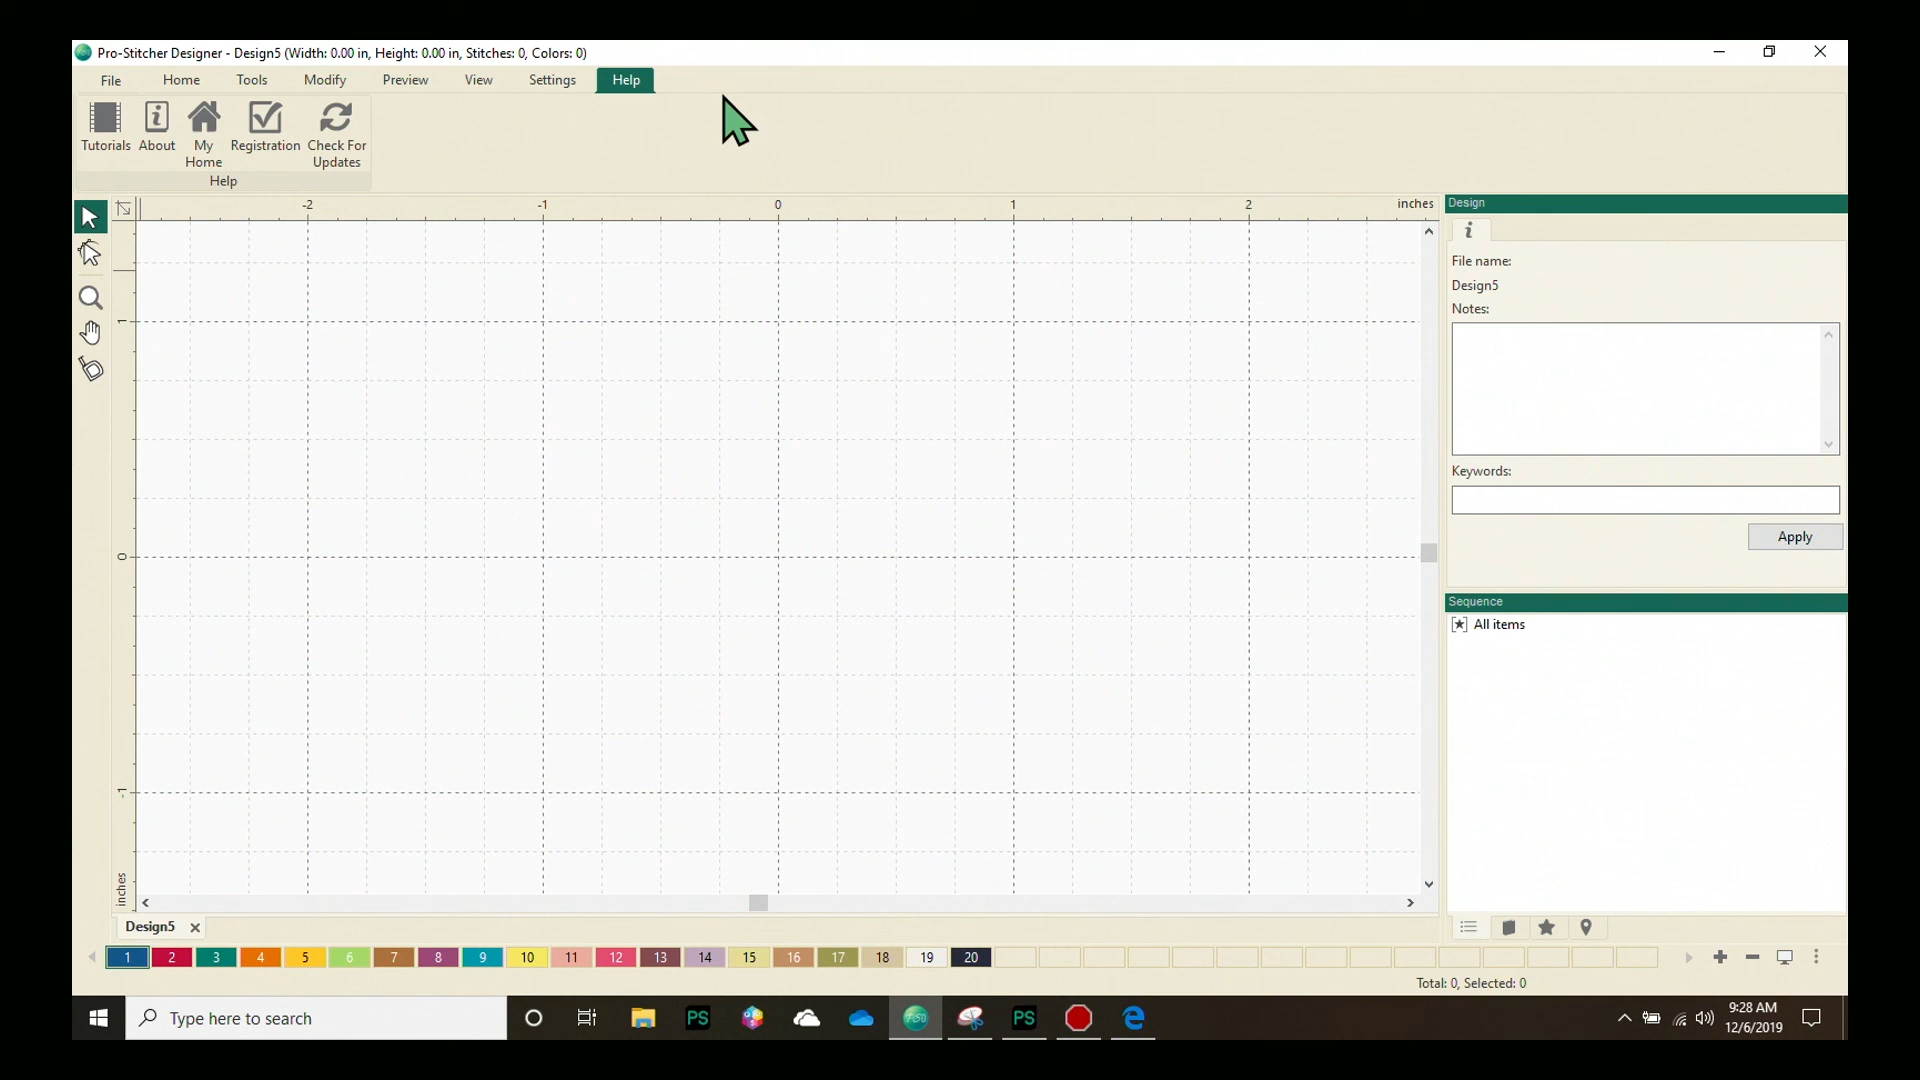 Pro-Stitcher Designer - Design5 (Width: 0.00 in, Height: 0.00 in, Stitches: 0, Colors: 0)
File Home Tools Modify Preview View Settings Help
Tutorials About My Home Registration Check For Updates
Help
-2 -1 0 1 2 inches
1
0
-1
inches
Design
File name:
Design5
Notes:
Keywords:
Apply
Sequence
All items
Design5
1 2 3 4 5 6 7 8 9 10 11 12 13 14 15 16 17 18 19 20
Total: 0, Selected: 0
Type here to search
PS
PSD
PS
9:28 AM
12/6/2019